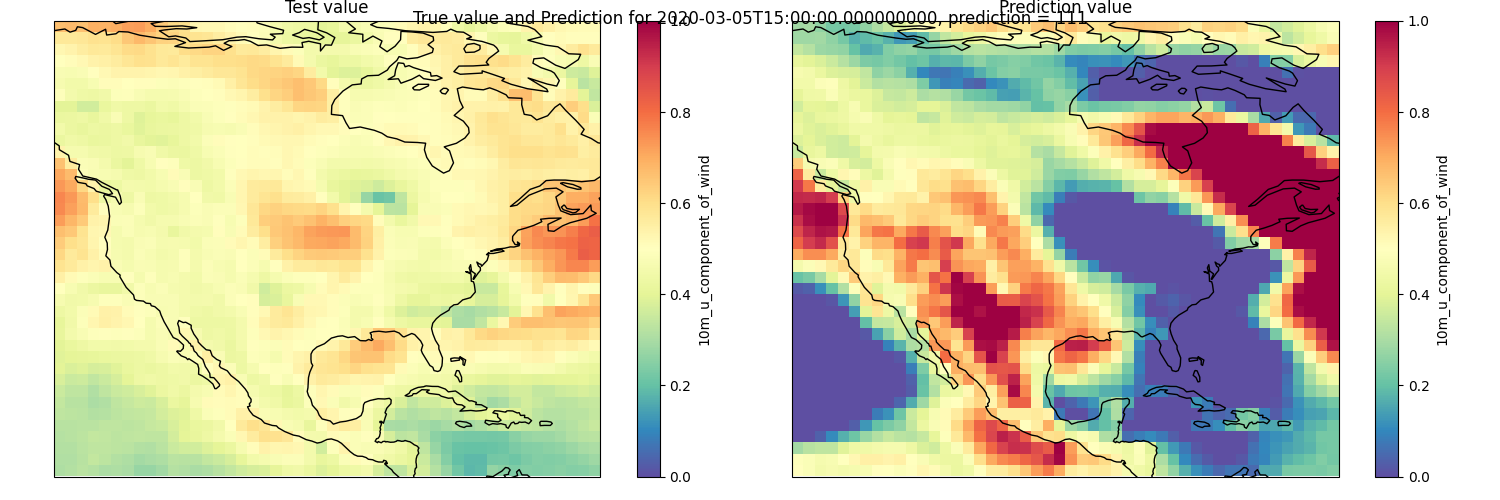 Test value
True value and Prediction for 2020-03-05T15:00:00.000000000, prediction = 111
Prediction value
1.0
0.8
0.6
0.4
0.2
0.0
10m_u_component_of_wind
1.0
0.8
0.6
0.4
0.2
0.0
10m_u_component_of_wind